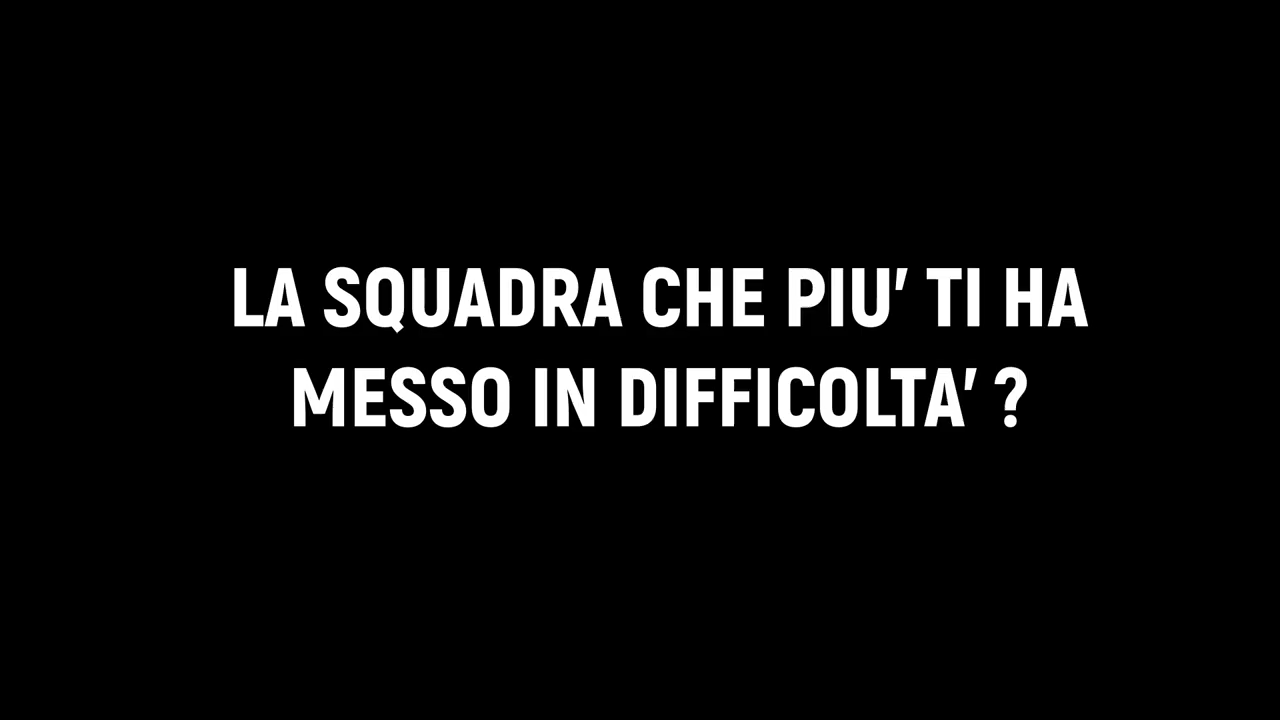 LA SQUADRA CHE PIU’ TI HA
MESSO IN DIFFICOLTA’ ?